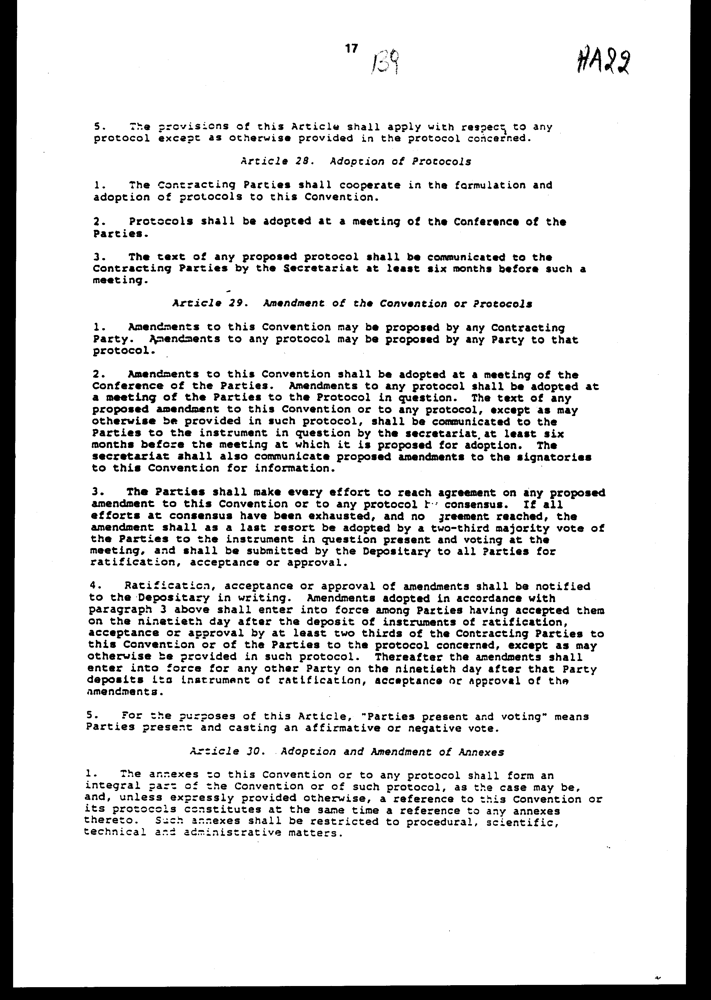 17
139
HA22
5. The provisions of this Article shall apply with respect to any
protocol except as otherwise provided in the protocol concerned.
Article 28. Adoption of Protocols
1. The Contracting Parties shall cooperate in the formulation and
adoption of protocols to this Convention.
2. Protocols shall be adopted at a meeting of the Conference of the
Parties.
3. The text of any proposed protocol shall be communicated to the
Contracting Parties by the Secretariat at least six months before such a
meeting.
Article 29. Amendment of the Convention or Protocols
1. Amendments to this Convention may be proposed by any Contracting
Party. Amendments to any protocol may be proposed by any Party to that
protocol.
2. Amendments to this Convention shall be adopted at a meeting of the
Conference of the Parties. Amendments to any protocol shall be adopted at
a meeting of the Parties to the Protocol in question. The text of any
proposed amendment to this Convention or to any protocol, except as may
otherwise be provided in such protocol, shall be communicated to the
Parties to the instrument in question by the secretariat at least six
months before the meeting at which it is proposed for adoption. The
secretariat shall also communicate proposed amendments to the signatories
to this Convention for information.
3. The Parties shall make every effort to reach agreement on any proposed
amendment to this Convention or to any protocol consensus. If all
efforts at consensus have been exhausted, and no greement reached, the
amendment shall as a last resort be adopted by a two-third majority vote of
the Parties to the instrument in question present and voting at the
meeting, and shall be submitted by the Depositary to all Parties for
ratification, acceptance or approval.
4. Ratification, acceptance or approval of amendments shall be notified
to the Depositary in writing. Amendments adopted in accordance with
paragraph 3 above shall enter into force among Parties having accepted them
on the ninetieth day after the deposit of instruments of ratification,
acceptance or approval by at least two thirds of the Contracting Parties to
this Convention or of the Parties to the protocol concerned, except as may
otherwise be provided in such protocol. Thereafter the amendments shall
enter into force for any other Party on the ninetieth day after that Party
deposits its instrument of ratification, acceptance or approval of the
amendments.
5. For the purposes of this Article, "Parties present and voting" means
Parties present and casting an affirmative or negative vote.
Article 30. Adoption and Amendment of Annexes
1. The annexes to this Convention or to any protocol shall form an
integral part of the Convention or of such protocol, as the case may be,
and, unless expressly provided otherwise, a reference to this Convention or
its protocols constitutes at the same time a reference to any annexes
thereto. Such annexes shall be restricted to procedural, scientific,
technical and administrative matters.